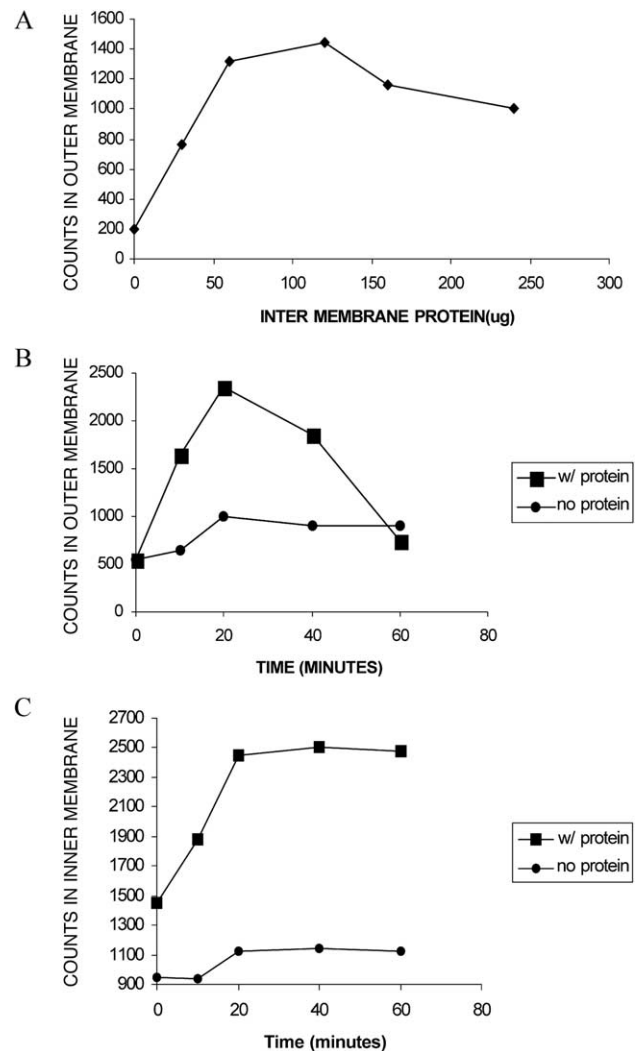 A
COUNTS IN OUTER MEMBRANE
1600
1400
1200
1000
800
600
400
200
0
0 50 100 150 200 250 300
INTER MEMBRANE PROTEIN(ug)
B
COUNTS IN OUTER MEMBRANE
2500
2000
1500
1000
500
0
0 20 40 60 80
TIME (MINUTES)
w/ protein
no protein
C
COUNTS IN INNER MEMBRANE
2700
2500
2300
2100
1900
1700
1500
1300
1100
900
0 20 40 60 80
Time (minutes)
w/ protein
no protein